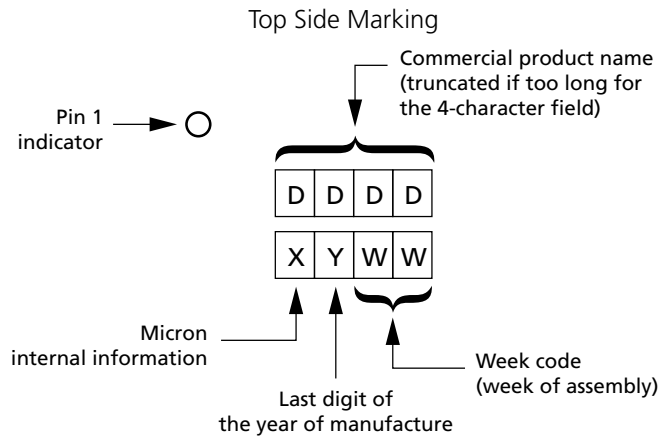 Top Side Marking
Commercial product name
(truncated if too long for
the 4-character field)
Pin 1
indicator
D D D D
X Y W W
Micron
internal information
Week code
(week of assembly)
Last digit of
the year of manufacture